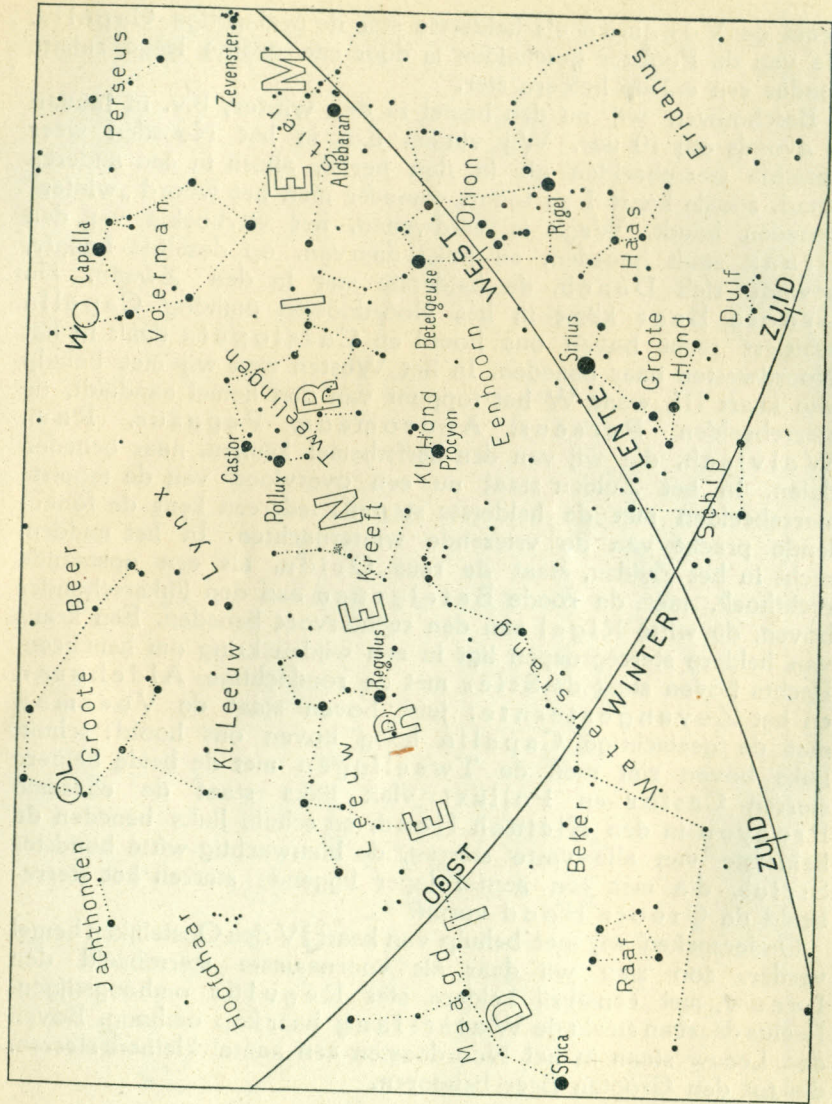 Groote Beer
L
W
Capella
Perseus
Jachthonden
Lynx
Voerman
Kl. Leeuw
Hoofdhaar
Castor
Pollux
Tweelingen
Zevenster
DIERENRIEM
Stier
Aldebaran
Leeuw
Regulus
Kreeft
Kl. Hond
Procyon
Betelgeuse
OOST
WEST
Orion
Maagd
Eenhoorn
Spica
Waterslang
Rigel
Beker
Sirius
LENTE
WINTER
Raaf
Haas
Groote
Hond
Eridanus
Schip
Duif
ZUID
ZUID